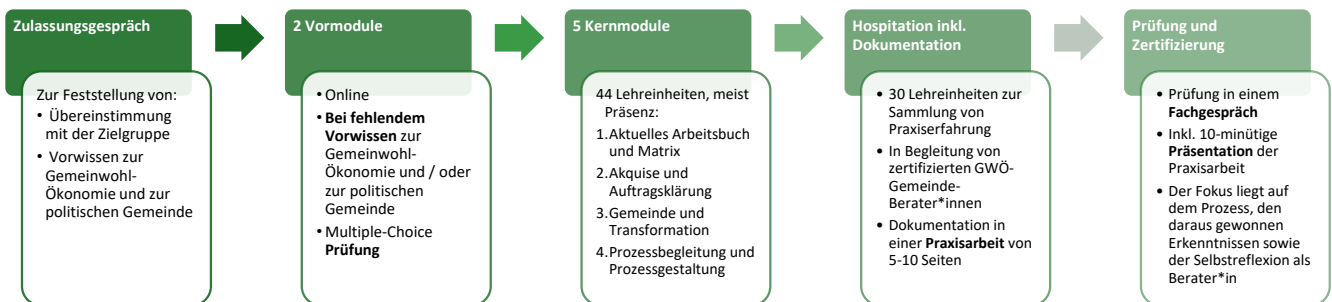 Zulassungsgespräch
Zur Feststellung von:
• Übereinstimmung
mit der Zielgruppe
• Vorwissen zur
Gemeinwohl-
Ökonomie und zur
politischen Gemeinde
2 Vormodule
• Online
• Bei fehlendem
Vorwissen zur
Gemeinwohl-
Ökonomie und / oder
zur politischen
Gemeinde
• Multiple-Choice
Prüfung
5 Kernmodule
44 Lehreinheiten, meist
Präsenz:
1.Aktuelles Arbeitsbuch
und Matrix
2.Akquise und
Auftragsklärung
3.Gemeinde und
Transformation
4.Prozessbegleitung und
Prozessgestaltung
Hospitation inkl.
Dokumentation
• 30 Lehreinheiten zur
Sammlung von
Praxiserfahrung
• In Begleitung von
zertifizierten GWÖ-
Gemeinde-
Berater*innen
• Dokumentation in
einer Praxisarbeit von
5-10 Seiten
Prüfung und
Zertifizierung
• Prüfung in einem
Fachgespräch
• Inkl. 10-minütige
Präsentation der
Praxisarbeit
• Der Fokus liegt auf
dem Prozess, den
daraus gewonnen
Erkenntnissen sowie
der Selbstreflexion als
Berater*in